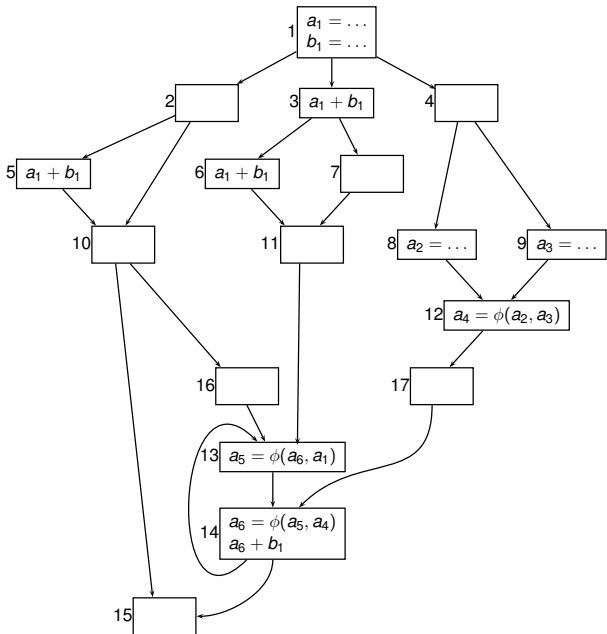 1
a₁ = …
b₁ = …
2
3 a₁ + b₁
4
5 a₁ + b₁
6 a₁ + b₁
7
10
11
8 a₂ = …
9 a₃ = …
12 a₄ = ϕ(a₂, a₃)
16
17
13 a₅ = ϕ(a₆, a₁)
14
a₆ = ϕ(a₅, a₄)
a₆ + b₁
15